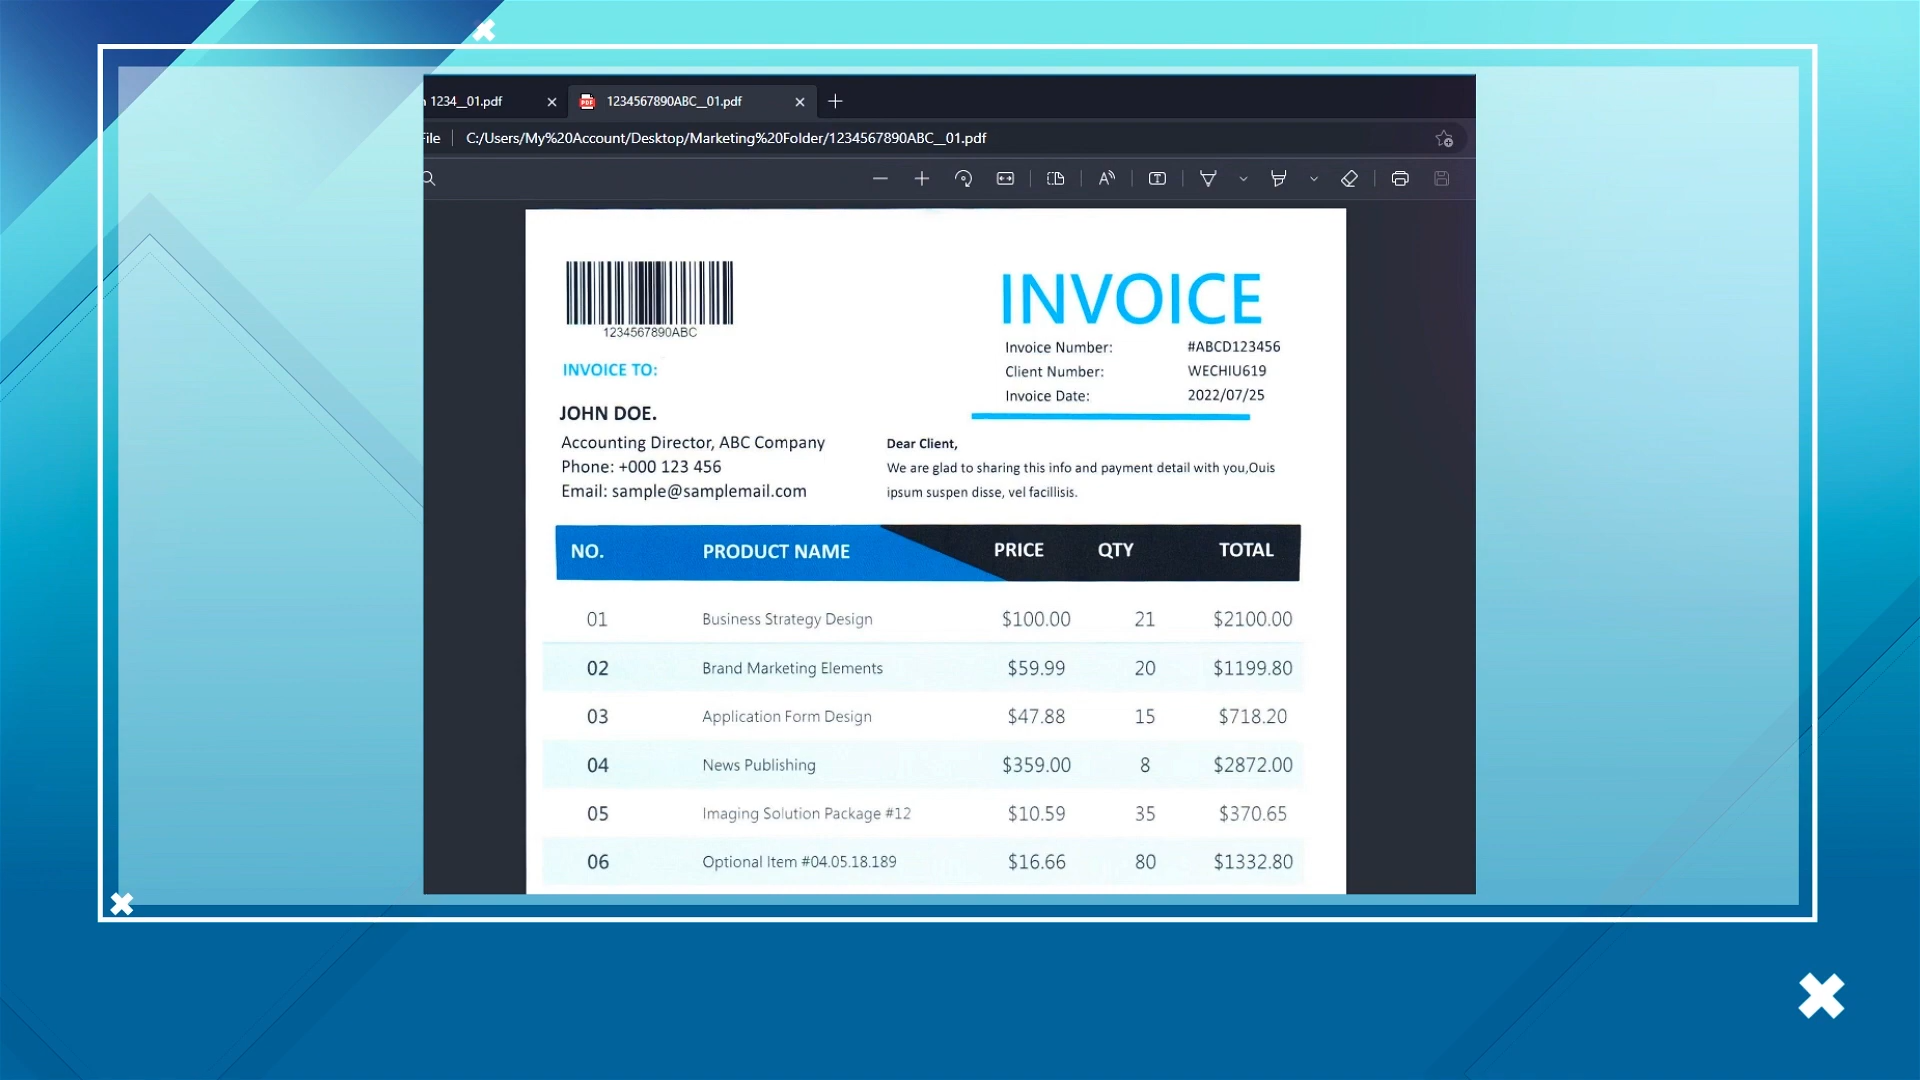 1234__01.pdf
1234567890ABC__01.pdf
File C:/Users/My%20Account/Desktop/Marketing%20Folder/1234567890ABC__01.pdf
1234567890ABC
INVOICE
Invoice Number: #ABCD123456
Client Number: WECHIU619
Invoice Date: 2022/07/25
INVOICE TO:
JOHN DOE.
Accounting Director, ABC Company
Phone: +000 123 456
Email: sample@samplemail.com
Dear Client,
We are glad to sharing this info and payment detail with you,Ouis
ipsum suspen disse, vel facillisis.
NO. PRODUCT NAME PRICE QTY TOTAL
01 Business Strategy Design $100.00 21 $2100.00
02 Brand Marketing Elements $59.99 20 $1199.80
03 Application Form Design $47.88 15 $718.20
04 News Publishing $359.00 8 $2872.00
05 Imaging Solution Package #12 $10.59 35 $370.65
06 Optional Item #04.05.18.189 $16.66 80 $1332.80